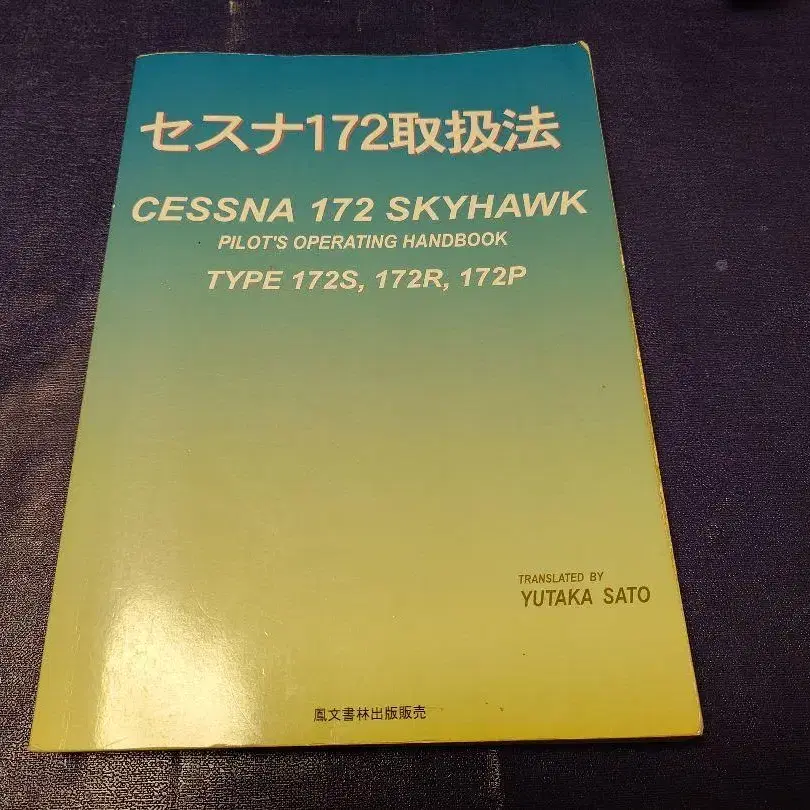 セスナ172取扱法
CESSNA 172 SKYHAWK
PILOT'S OPERATING HANDBOOK
TYPE 172S, 172R, 172P
TRANSLATED BY
YUTAKA SATO
鳳文書林出版販売